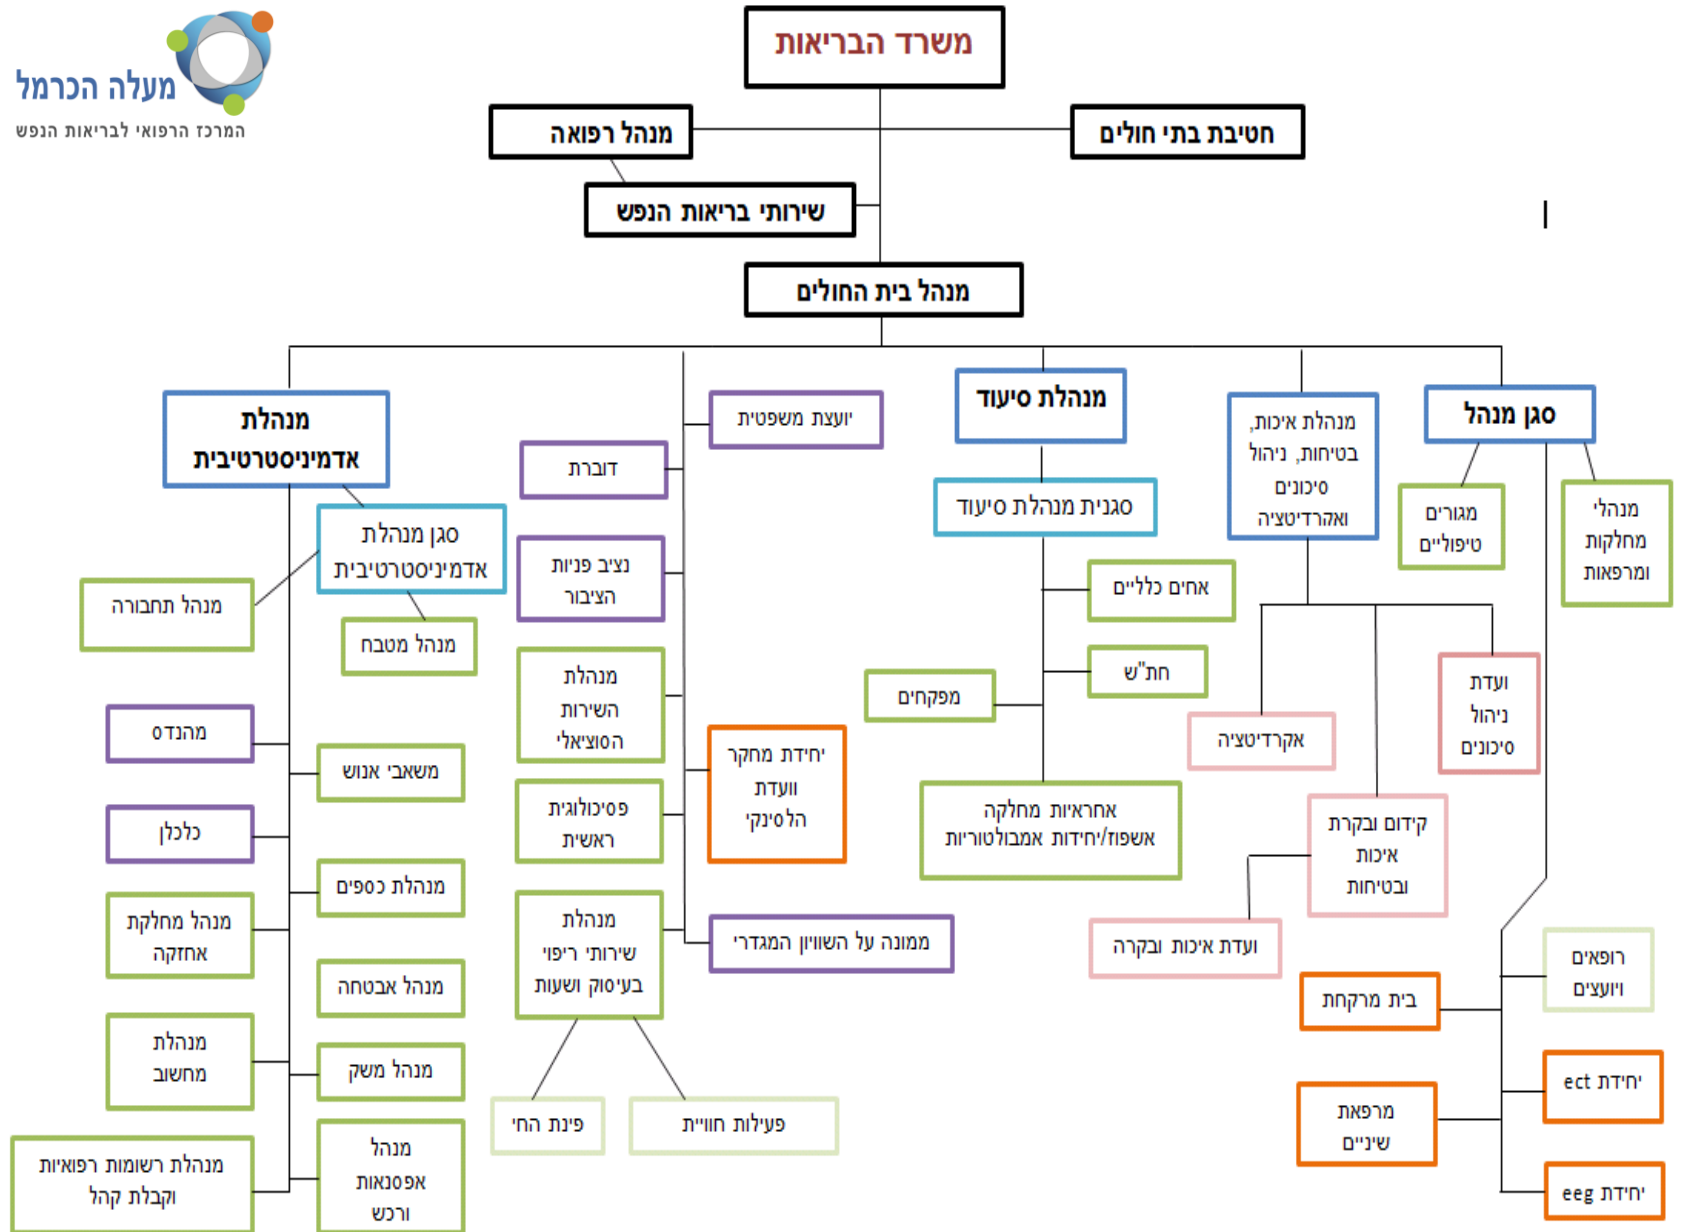 מעלה הכרמל
המרכז הרפואי לבריאות הנפש
משרד הבריאות
חטיבת בתי חולים
מנהל רפואה
שירותי בריאות הנפש
מנהל בית החולים
סגן מנהל
מנהלי
מחלקות
ומרפאות
מגורים
טיפוליים
רופאים
ויועצים
בית מרקחת
יחידת ect
מרפאת
שיניים
יחידת eeg
מנהלת איכות,
בטיחות, ניהול
סיכונים
ואקרדיטציה
ועדת
ניהול
סיכונים
אקרדיטציה
קידום ובקרת
איכות
ובטיחות
ועדת איכות ובקרה
מנהלת סיעוד
סגנית מנהלת סיעוד
אחים כלליים
חת"ש
מפקחים
אחראיות מחלקה
אשפוז/יחידות אמבולטוריות
יועצת משפטית
דוברת
נציב פניות
הציבור
מנהלת
השירות
הסוציאלי
יחידת מחקר
וועדת
הלסינקי
פסיכולוגית
ראשית
מנהלת
שירותי ריפוי
בעיסוק ושעות
ממונה על השוויון המגדרי
פעילות חוויית
פינת החי
מנהלת
אדמיניסטרטיבית
סגן מנהלת
אדמיניסטרטיבית
מנהל תחבורה
מנהל מטבח
מהנדס
משאבי אנוש
כלכלן
מנהלת כספים
מנהל מחלקת
אחזקה
מנהל אבטחה
מנהלת
מחשוב
מנהל משק
מנהל
אפסנאות
ורכש
מנהלת רשומות רפואיות
וקבלת קהל